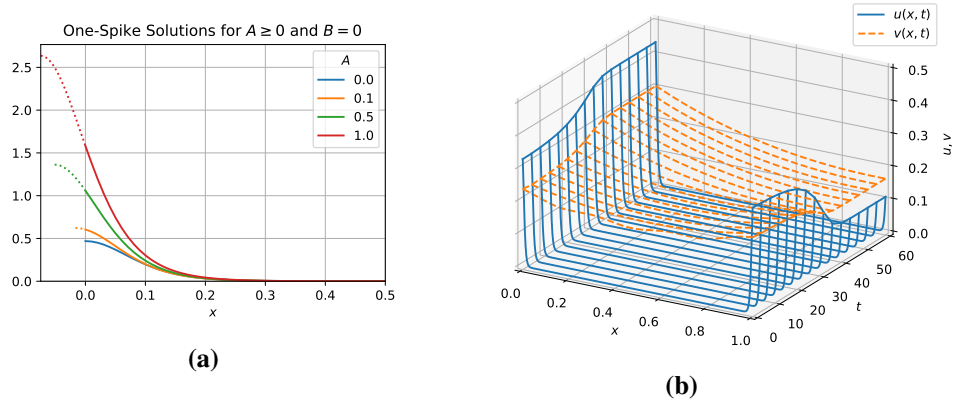 One-Spike Solutions for A ≥ 0 and B = 0
A
0.0
0.1
0.5
1.0
2.5
2.0
1.5
1.0
0.5
0.0
0.0 0.1 0.2 0.3 0.4 0.5
x
(a)
u(x, t)
v(x, t)
0.5
0.4
0.3
0.2
0.1
0.0
u, v
0.0 0.2 0.4 0.6 0.8 1.0
x
0 10 20 30 40 50 60
t
(b)